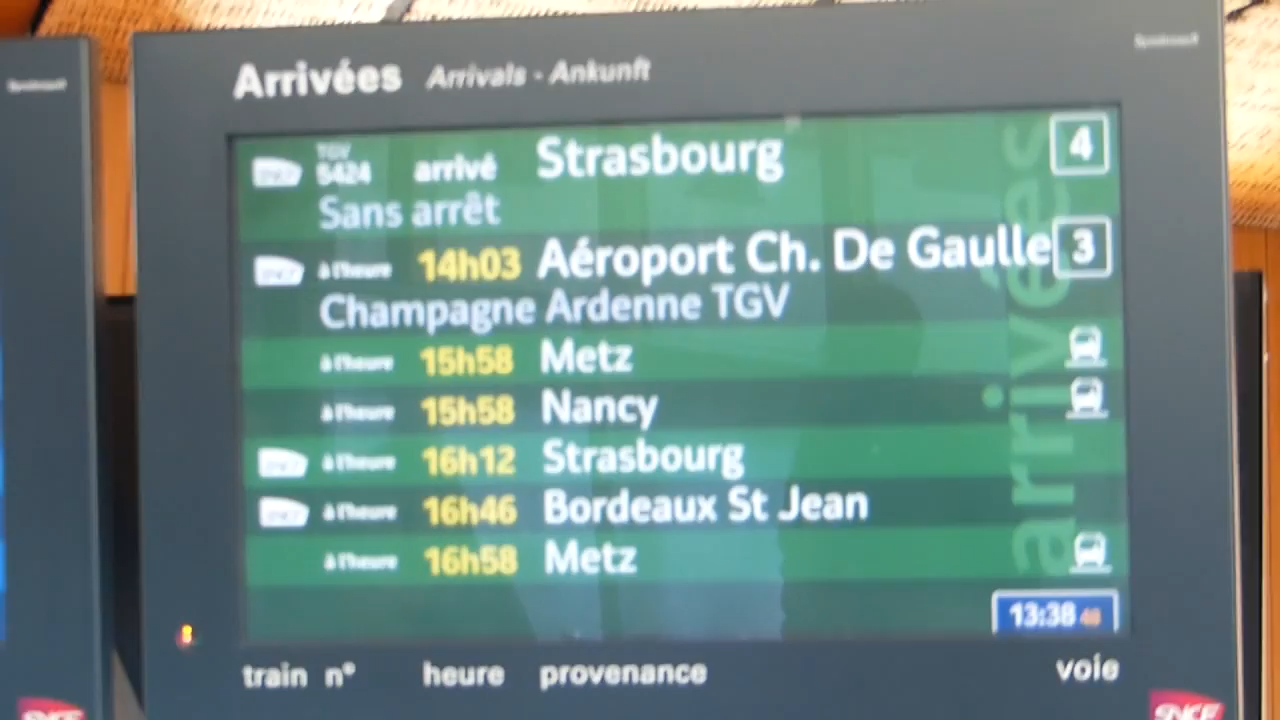 Arrivées Arrivals - Ankunft
TGV
5424 arrivé Strasbourg 4
Sans arrêt
à l'heure 14h03 Aéroport Ch. De Gaulle 3
Champagne Ardenne TGV
à l'heure 15h58 Metz
à l'heure 15h58 Nancy
à l'heure 16h12 Strasbourg
à l'heure 16h46 Bordeaux St Jean
à l'heure 16h58 Metz
arrivées
13:38
train n° heure provenance voie
SNCF